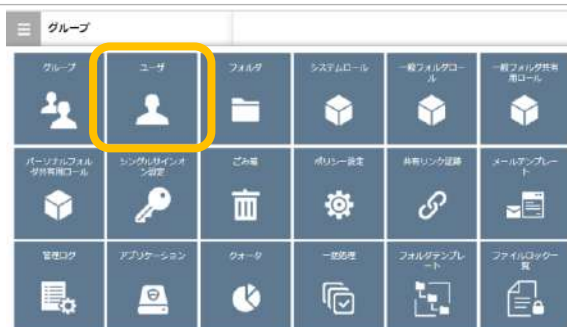 グループ
グループ
ユーザ
フォルダ
システムロール
一般フォルダロー
ル
一般フォルダ共有
用ロール
パーソナルフォル
ダ共有用ロール
シングルサインオ
ン設定
ごみ箱
ポリシー設定
共有リンク証跡
メールテンプレー
ト
管理ログ
アプリケーション
クォータ
一括処理
フォルダテンプレ
ート
ファイルロック一
覧